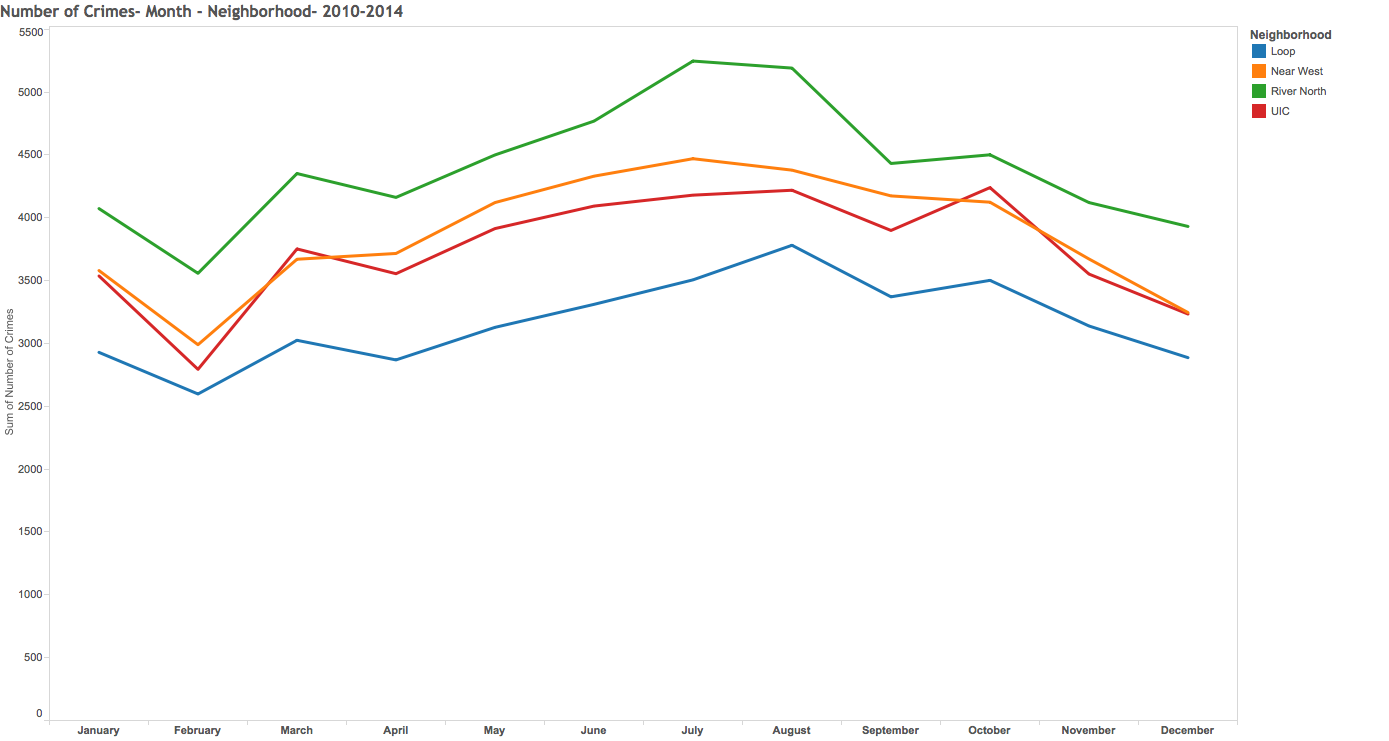 Number of Crimes- Month - Neighborhood- 2010-2014
Neighborhood
Loop
Near West
River North
UIC
Sum of Number of Crimes
5500
5000
4500
4000
3500
3000
2500
2000
1500
1000
500
0
January February March April May June July August September October November December